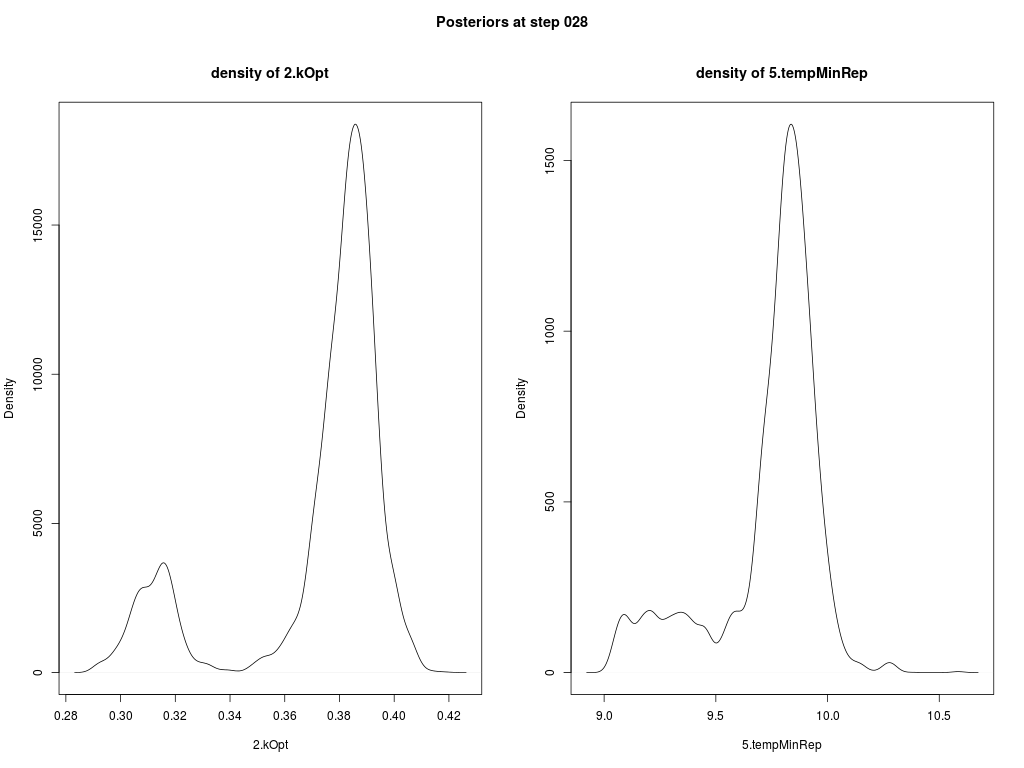 Posteriors at step 028
density of 2.kOpt
Density
0
5000
10000
15000
0.28 0.30 0.32 0.34 0.36 0.38 0.40 0.42
2.kOpt
density of 5.tempMinRep
Density
0
500
1000
1500
9.0 9.5 10.0 10.5
5.tempMinRep